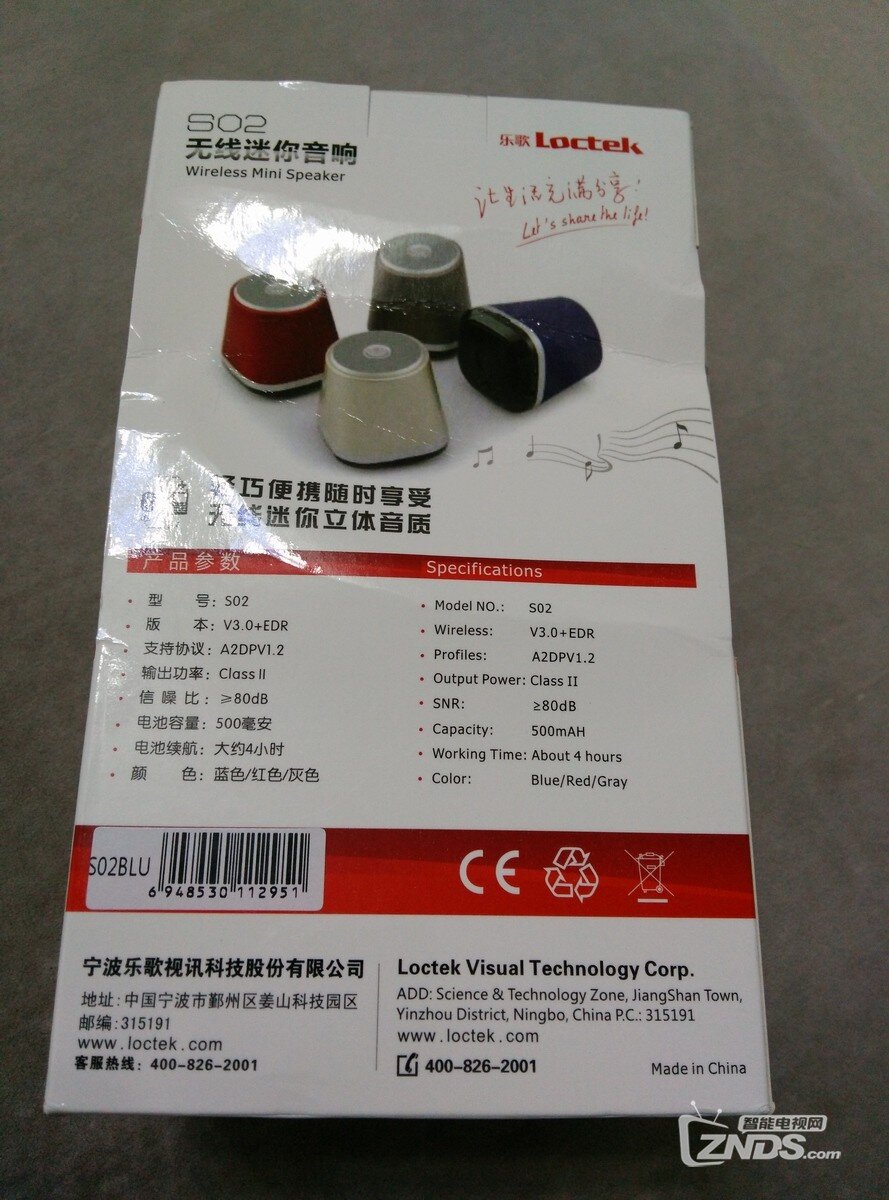 S02
无线迷你音响
Wireless Mini Speaker
乐歌 Loctek
让生活充满分享!
Let's share the life!
轻巧便携随时享受
无线迷你立体音质
产品参数
• 型 号: S02
• 版 本: V3.0+EDR
• 支持协议: A2DPV1.2
• 输出功率: Class II
• 信 噪 比: ≥80dB
• 电池容量: 500毫安
• 电池续航: 大约4小时
• 颜 色: 蓝色/红色/灰色
Specifications
• Model NO.: S02
• Wireless: V3.0+EDR
• Profiles: A2DPV1.2
• Output Power: Class II
• SNR: ≥80dB
• Capacity: 500mAH
• Working Time: About 4 hours
• Color: Blue/Red/Gray
S02BLU
6 948530 112951
CE
宁波乐歌视讯科技股份有限公司
地址: 中国宁波市鄞州区姜山科技园区
邮编: 315191
www.loctek.com
客服热线: 400-826-2001
Loctek Visual Technology Corp.
ADD: Science & Technology Zone, JiangShan Town,
Yinzhou District, Ningbo, China P.C.: 315191
www.loctek.com
400-826-2001
Made in China
智能电视网
ZNDS.com